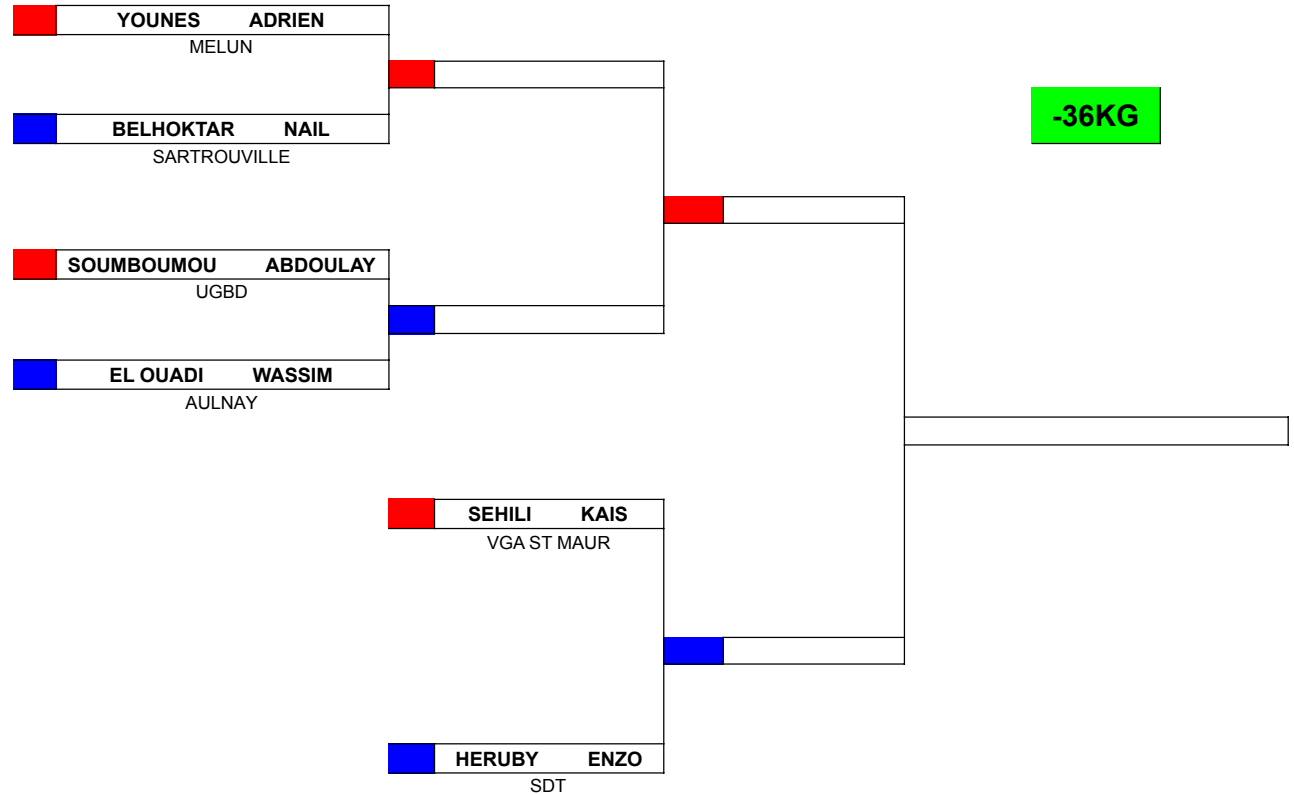 YOUNES ADRIEN
MELUN
-36KG
BELHOKTAR NAIL
SARTROUVILLE
SOUMBOUMOU ABDOULAY
UGBD
EL OUADI WASSIM
AULNAY
SEHILI KAIS
VGA ST MAUR
HERUBY ENZO
SDT